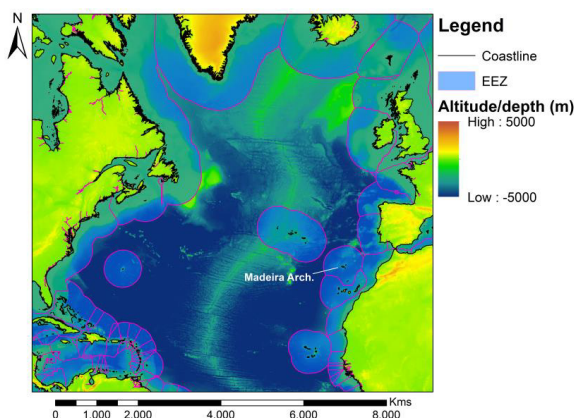 N
Legend
Coastline
EEZ
Altitude/depth (m)
High : 5000
Low : -5000
Madeira Arch.
Kms
0 1.000 2.000 4.000 6.000 8.000